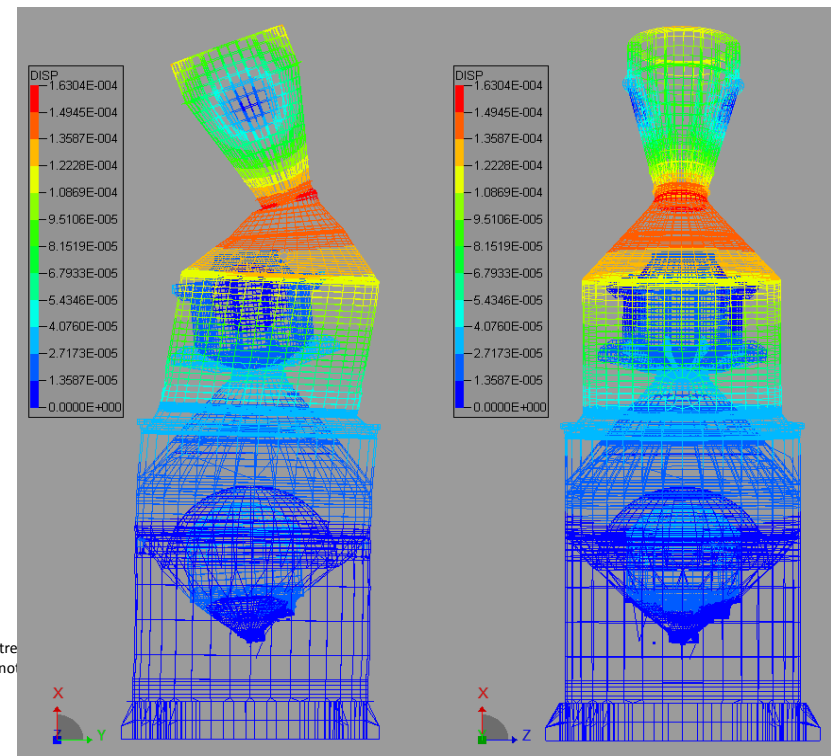 DISP
1.6304E-004
1.4945E-004
1.3587E-004
1.2228E-004
1.0869E-004
9.5106E-005
8.1519E-005
6.7933E-005
5.4346E-005
4.0760E-005
2.7173E-005
1.3587E-005
0.0000E+000
DISP
1.6304E-004
1.4945E-004
1.3587E-004
1.2228E-004
1.0869E-004
9.5106E-005
8.1519E-005
6.7933E-005
5.4346E-005
4.0760E-005
2.7173E-005
1.3587E-005
0.0000E+000
X
Z
Y
X
Y
Z